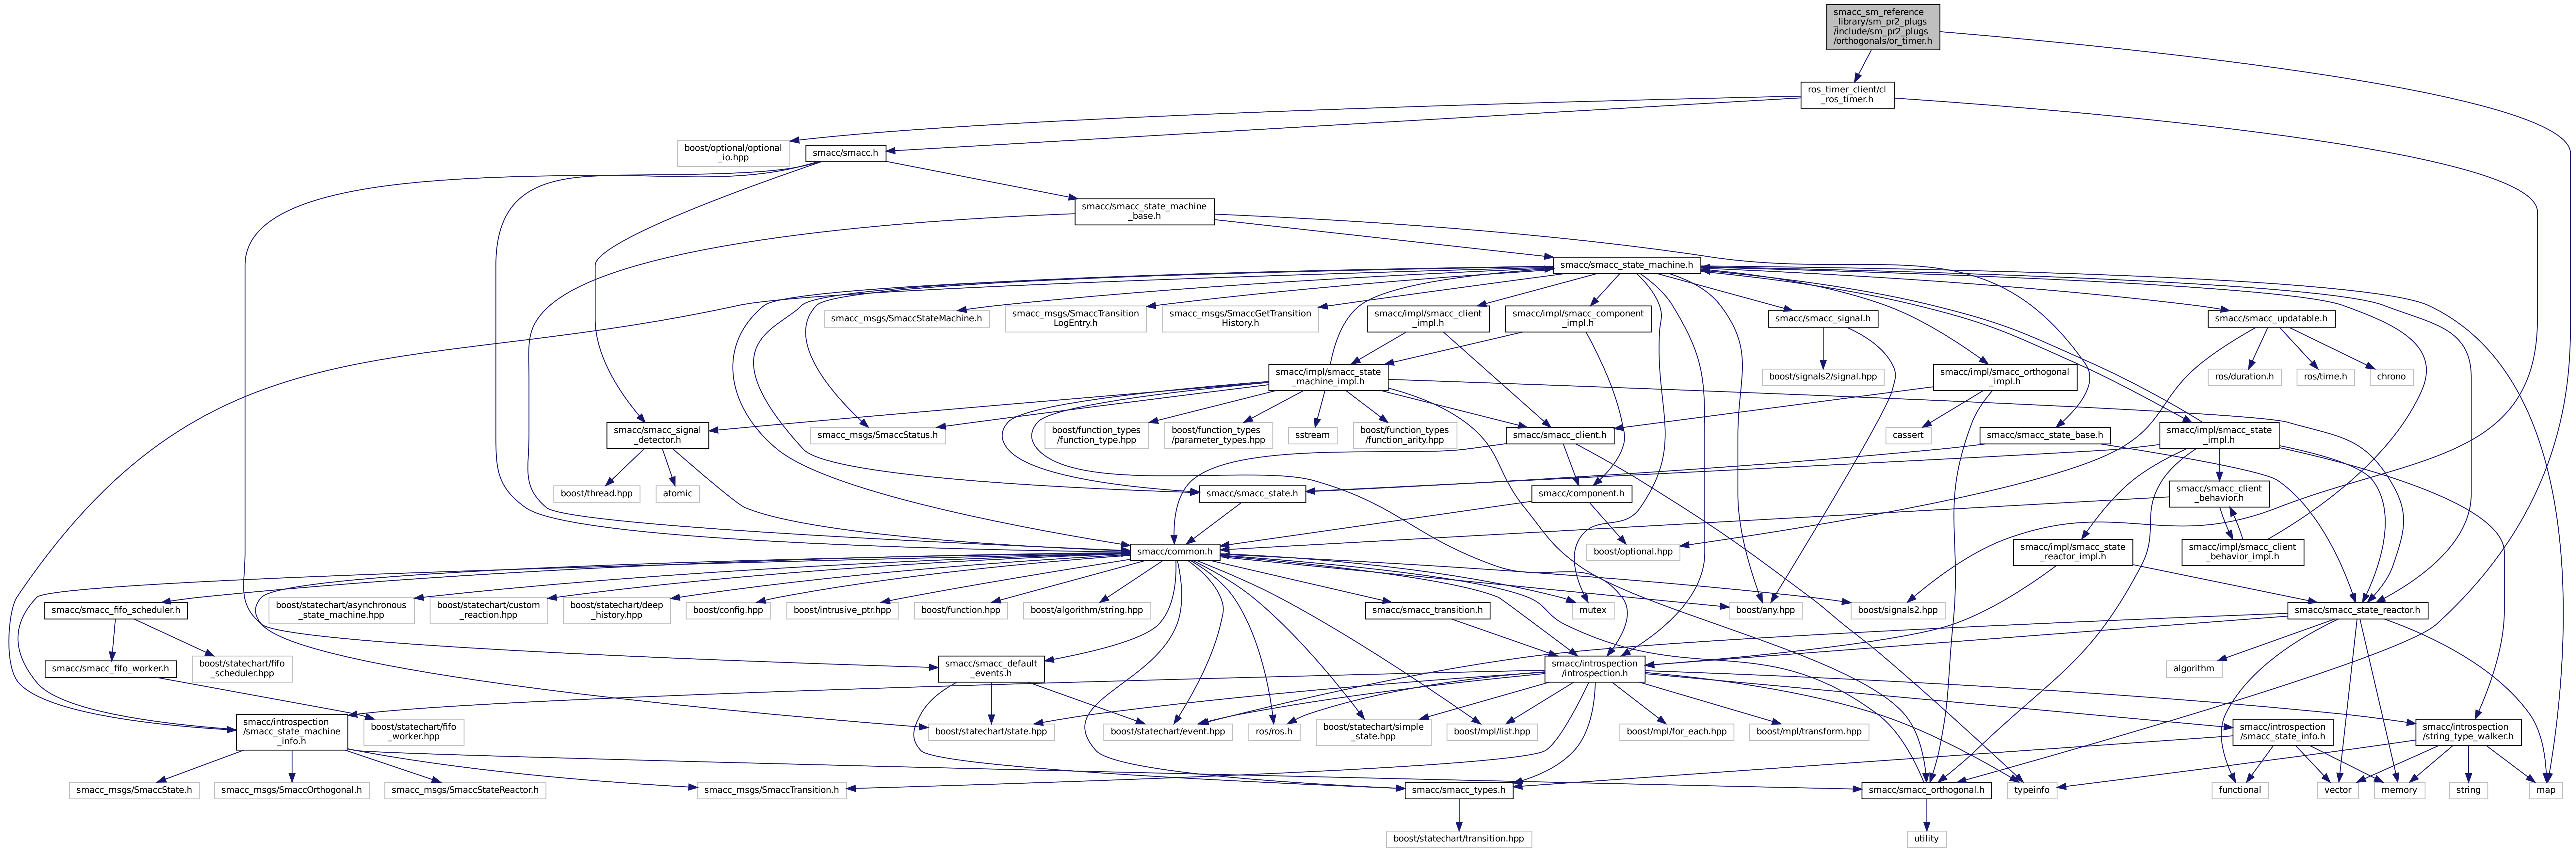 smacc_sm_reference
_library/sm_pr2_plugs
/include/sm_pr2_plugs
/orthogonals/or_timer.h
ros_timer_client/cl
_ros_timer.h
boost/optional/optional
_io.hpp
smacc/smacc.h
smacc/smacc_state_machine
_base.h
smacc/smacc_state_machine.h
smacc_msgs/SmaccStateMachine.h
smacc_msgs/SmaccTransition
LogEntry.h
smacc_msgs/SmaccGetTransition
History.h
smacc/impl/smacc_client
_impl.h
smacc/impl/smacc_component
_impl.h
smacc/smacc_signal.h
smacc/smacc_updatable.h
smacc/impl/smacc_state
_machine_impl.h
boost/signals2/signal.hpp
smacc/impl/smacc_orthogonal
_impl.h
ros/duration.h
ros/time.h
chrono
smacc/smacc_signal
_detector.h
smacc_msgs/SmaccStatus.h
boost/function_types
/function_type.hpp
boost/function_types
/parameter_types.hpp
sstream
boost/function_types
/function_arity.hpp
smacc/smacc_client.h
cassert
smacc/smacc_state_base.h
smacc/impl/smacc_state
_impl.h
boost/thread.hpp
atomic
smacc/smacc_state.h
smacc/component.h
smacc/smacc_client
_behavior.h
smacc/common.h
boost/optional.hpp
smacc/impl/smacc_state
_reactor_impl.h
smacc/impl/smacc_client
_behavior_impl.h
smacc/smacc_fifo_scheduler.h
boost/statechart/asynchronous
_state_machine.hpp
boost/statechart/custom
_reaction.hpp
boost/statechart/deep
_history.hpp
boost/config.hpp
boost/intrusive_ptr.hpp
boost/function.hpp
boost/algorithm/string.hpp
smacc/smacc_transition.h
mutex
boost/any.hpp
boost/signals2.hpp
smacc/smacc_state_reactor.h
smacc/smacc_fifo_worker.h
boost/statechart/fifo
_scheduler.hpp
smacc/smacc_default
_events.h
smacc/introspection
/introspection.h
algorithm
smacc/introspection
/smacc_state_machine
_info.h
boost/statechart/fifo
_worker.hpp
boost/statechart/state.hpp
boost/statechart/event.hpp
ros/ros.h
boost/statechart/simple
_state.hpp
boost/mpl/list.hpp
boost/mpl/for_each.hpp
boost/mpl/transform.hpp
smacc/introspection
/smacc_state_info.h
smacc/introspection
/string_type_walker.h
smacc_msgs/SmaccState.h
smacc_msgs/SmaccOrthogonal.h
smacc_msgs/SmaccStateReactor.h
smacc_msgs/SmaccTransition.h
smacc/smacc_types.h
smacc/smacc_orthogonal.h
typeinfo
functional
vector
memory
string
map
boost/statechart/transition.hpp
utility